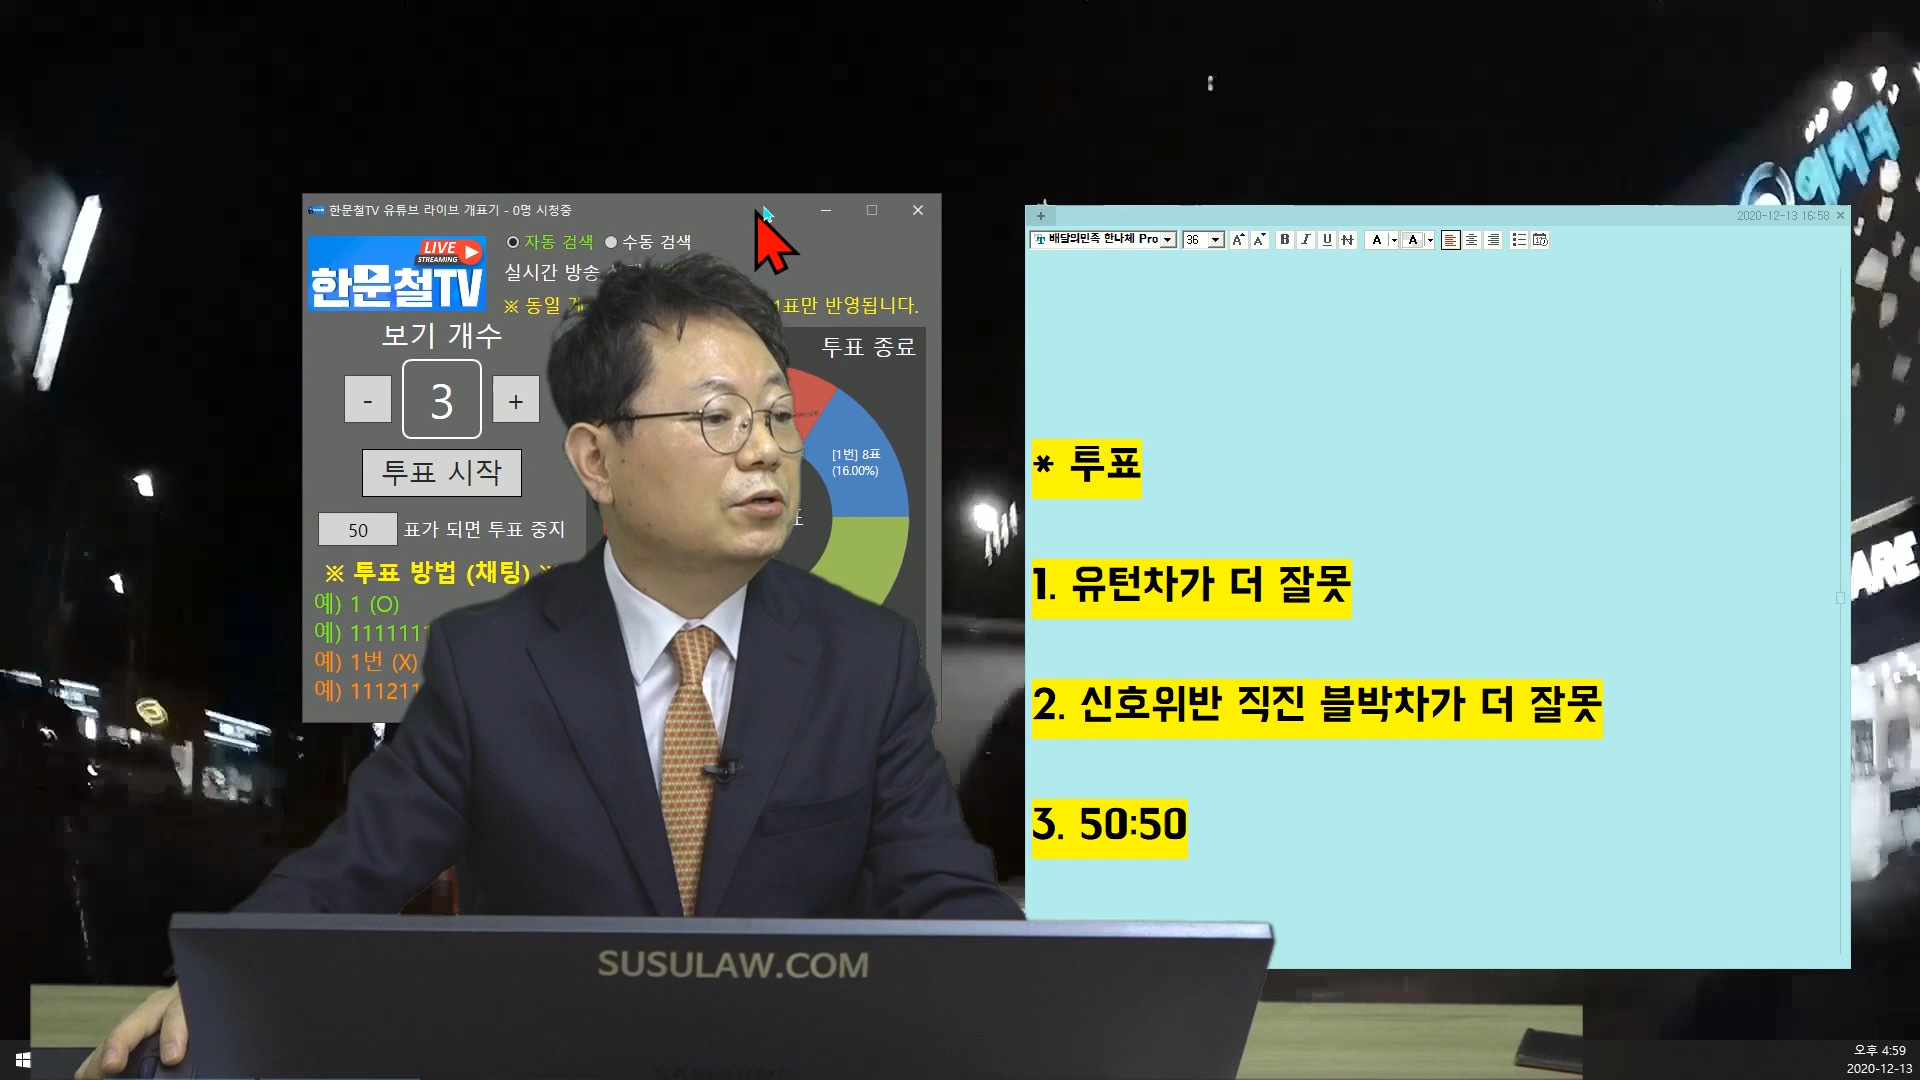 한문철TV 유튜브 라이브 개표기 - 0명 시청중
LIVE
STREAMING
한문철TV
자동 검색 수동 검색
실시간 방송
※ 동일 1표만 반영됩니다.
보기 개수
- 3 +
투표 시작
50 표가 되면 투표 중지
※ 투표 방법 (채팅)
예) 1 (O)
예) 1111111
예) 1번 (X)
예) 111211
투표 종료
[1번] 8표
(16.00%)
2020-12-13 16:58
배달의민족 한나체 Pro 36
* 투표
1. 유턴차가 더 잘못
2. 신호위반 직진 블박차가 더 잘못
3. 50:50
SUSULAW.COM
오후 4:59
2020-12-13